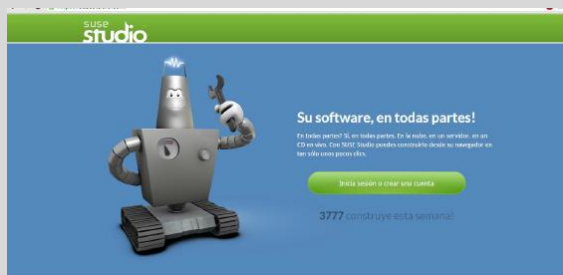 suse
studio
Su software, en todas partes!
En todas partes? Sí, en todas partes. En la nube, en un servidor, en un
CD en vivo. Con SUSE Studio puedes construirlo desde su navegador en
tan sólo unos pocos clics.
Inicia sesión o crear una cuenta
3777 construye esta semana!